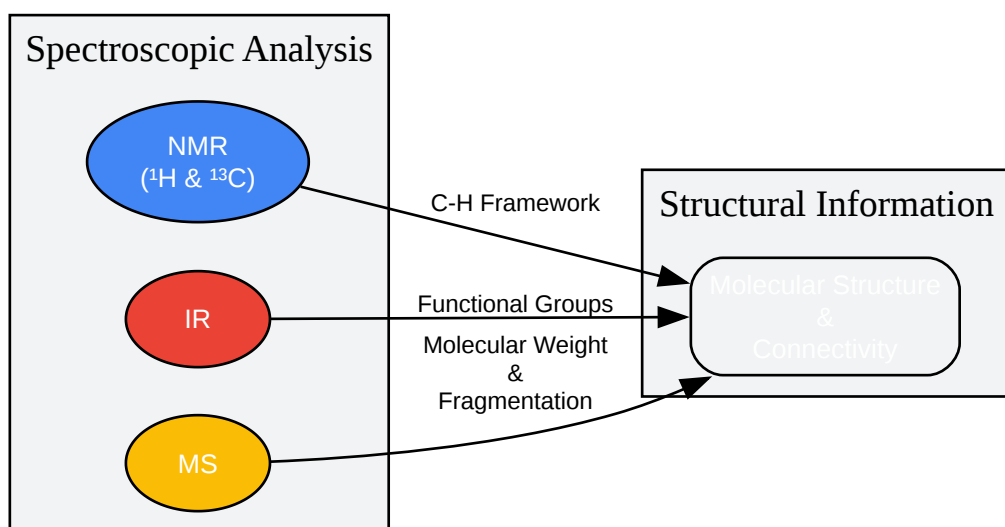 Spectroscopic Analysis
NMR
(¹H & ¹³C)
IR
MS
C-H Framework
Functional Groups
Molecular Weight
&
Fragmentation
Structural Information
Molecular Structure
&
Connectivity